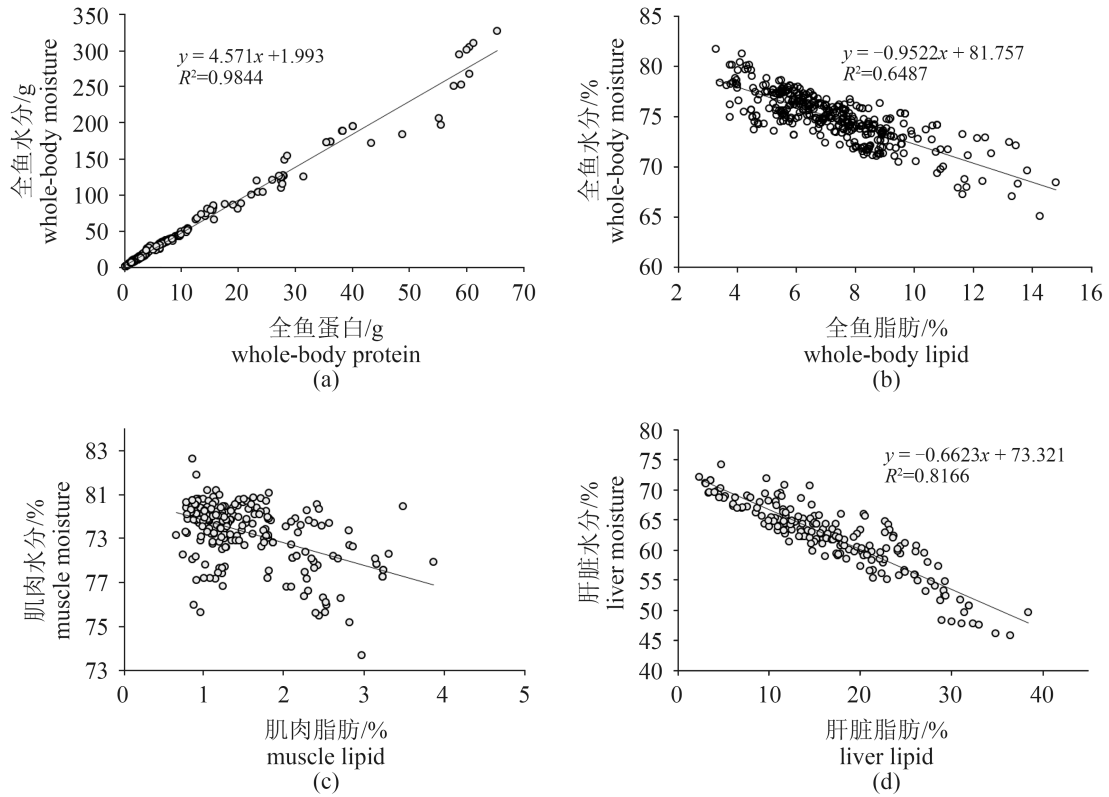 350
300
250
200
150
100
50
0
全鱼水分/g
whole-body moisture
y = 4.571x +1.993
R²=0.9844
0 10 20 30 40 50 60 70
全鱼蛋白/g
whole-body protein
(a)
85
80
75
70
65
60
全鱼水分/%
whole-body moisture
y = −0.9522x + 81.757
R²=0.6487
2 4 6 8 10 12 14 16
全鱼脂肪/%
whole-body lipid
(b)
83
81
73
77
75
73
肌肉水分/%
muscle moisture
0 1 2 3 4 5
肌肉脂肪/%
muscle lipid
(c)
80
75
70
65
60
55
50
45
40
肝脏水分/%
liver moisture
y = −0.6623x + 73.321
R²=0.8166
0 10 20 30 40
肝脏脂肪/%
liver lipid
(d)